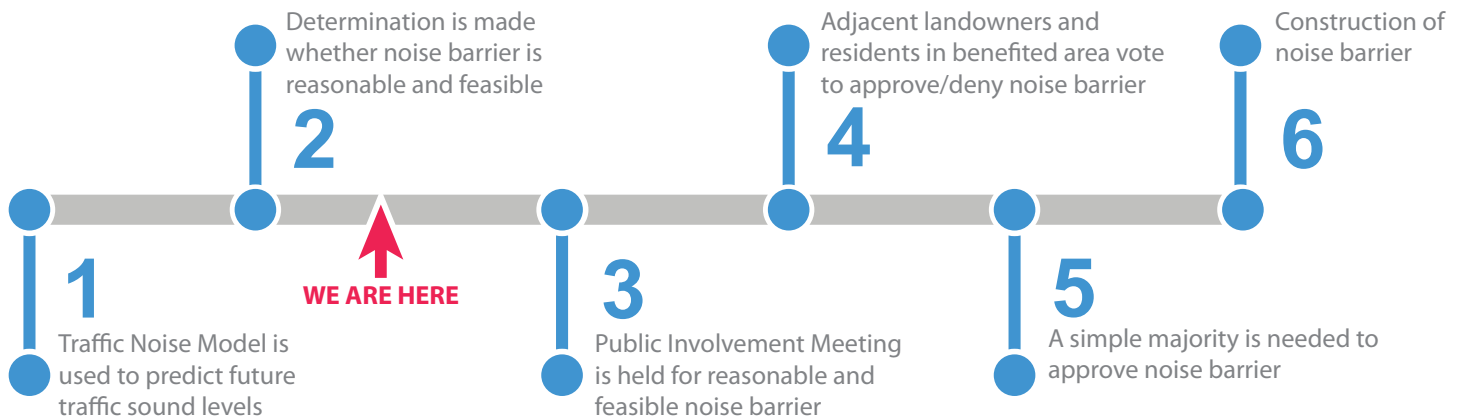 1
Traffic Noise Model is
used to predict future
traffic sound levels
Determination is made
whether noise barrier is
reasonable and feasible
2
WE ARE HERE
3
Public Involvement Meeting
is held for reasonable and
feasible noise barrier
Adjacent landowners and
residents in benefited area vote
to approve/deny noise barrier
4
5
A simple majority is needed to
approve noise barrier
Construction of
noise barrier
6